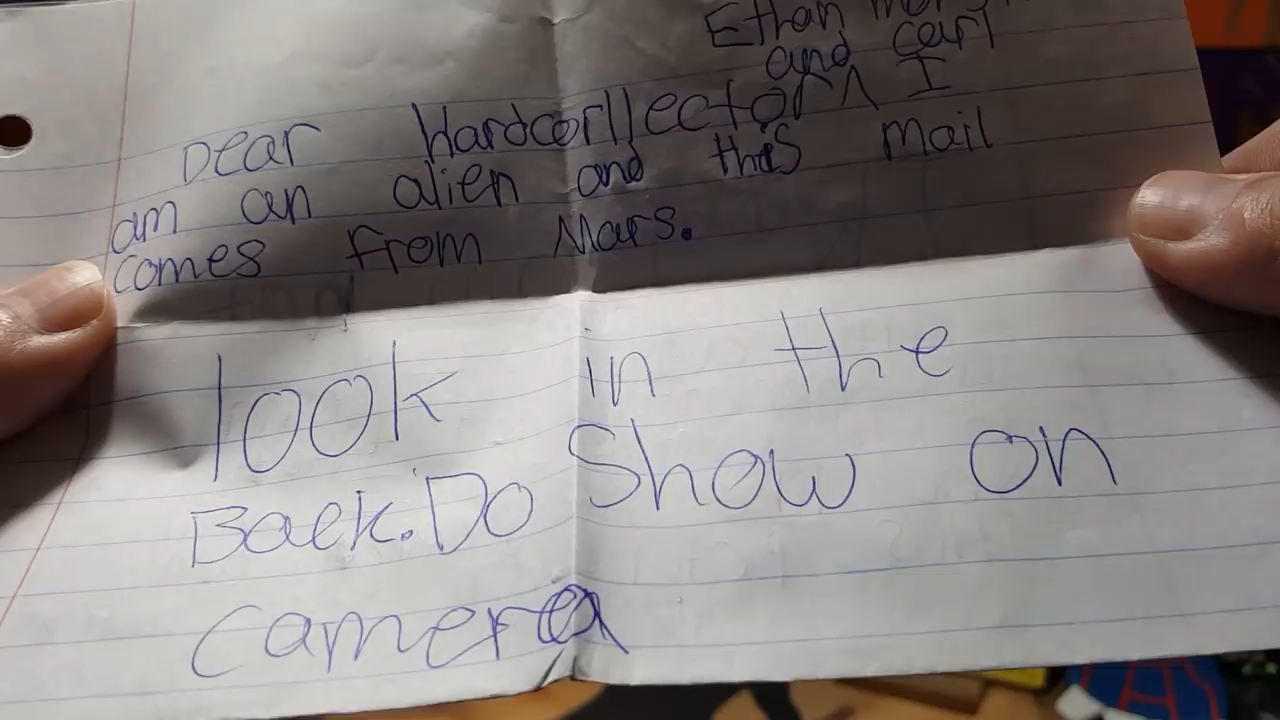 Ethan
and carl
Dear Hardcorllector, I
am an alien and this Mail
comes from Mars.
look in the
Back. Do Show on
camera